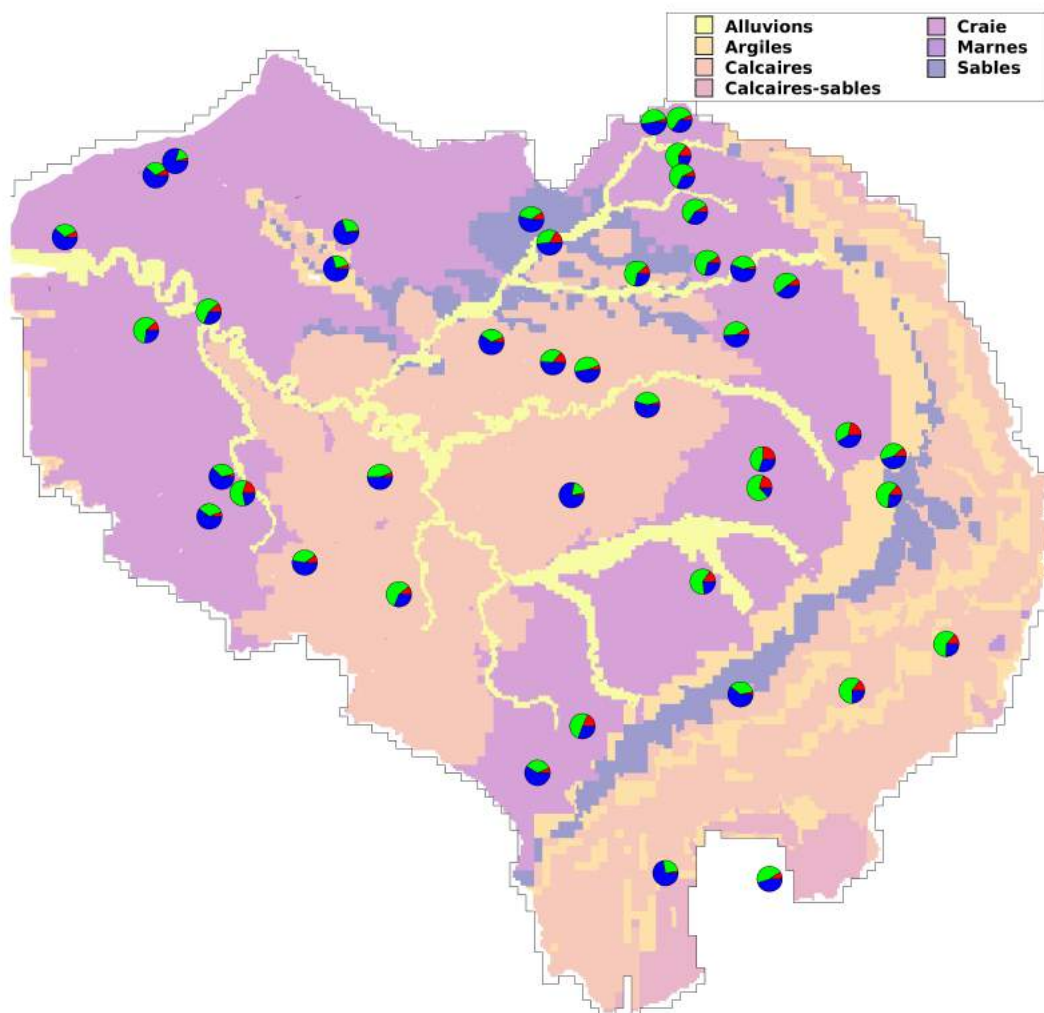 Alluvions
Argiles
Calcaires
Calcaires-sables
Craie
Marnes
Sables